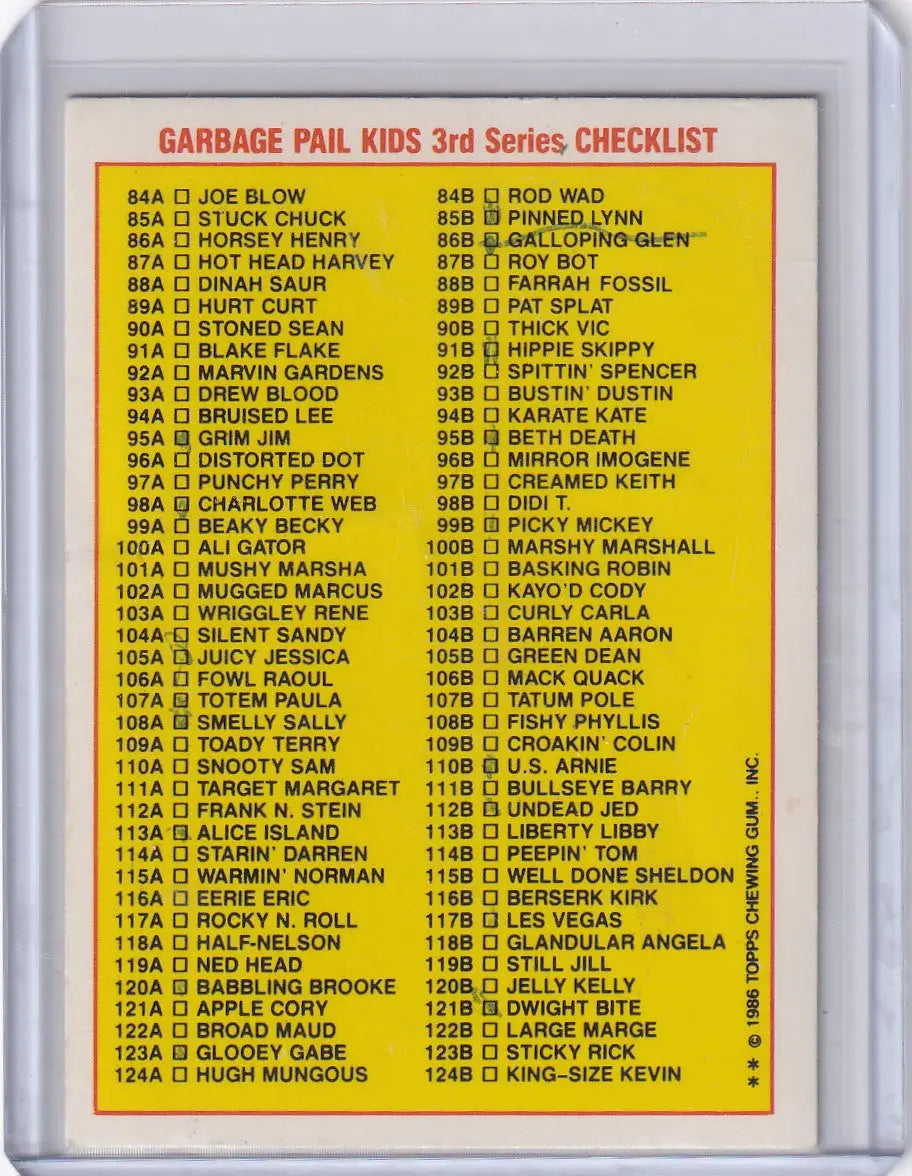 GARBAGE PAIL KIDS 3rd Series CHECKLIST
84A □ JOE BLOW 84B □ ROD WAD
85A □ STUCK CHUCK 85B □ PINNED LYNN
86A □ HORSEY HENRY 86B □ GALLOPING GLEN
87A □ HOT HEAD HARVEY 87B □ ROY BOT
88A □ DINAH SAUR 88B □ FARRAH FOSSIL
89A □ HURT CURT 89B □ PAT SPLAT
90A □ STONED SEAN 90B □ THICK VIC
91A □ BLAKE FLAKE 91B □ HIPPIE SKIPPY
92A □ MARVIN GARDENS 92B □ SPITTIN' SPENCER
93A □ DREW BLOOD 93B □ BUSTIN' DUSTIN
94A □ BRUISED LEE 94B □ KARATE KATE
95A □ GRIM JIM 95B □ BETH DEATH
96A □ DISTORTED DOT 96B □ MIRROR IMOGENE
97A □ PUNCHY PERRY 97B □ CREAMED KEITH
98A □ CHARLOTTE WEB 98B □ DIDI T.
99A □ BEAKY BECKY 99B □ PICKY MICKEY
100A □ ALI GATOR 100B □ MARSHY MARSHALL
101A □ MUSHY MARSHA 101B □ BASKING ROBIN
102A □ MUGGED MARCUS 102B □ KAYO'D CODY
103A □ WRIGGLEY RENE 103B □ CURLY CARLA
104A □ SILENT SANDY 104B □ BARREN AARON
105A □ JUICY JESSICA 105B □ GREEN DEAN
106A □ FOWL RAOUL 106B □ MACK QUACK
107A □ TOTEM PAULA 107B □ TATUM POLE
108A □ SMELLY SALLY 108B □ FISHY PHYLLIS
109A □ TOADY TERRY 109B □ CROAKIN' COLIN
110A □ SNOOTY SAM 110B □ U.S. ARNIE
111A □ TARGET MARGARET 111B □ BULLSEYE BARRY
112A □ FRANK N. STEIN 112B □ UNDEAD JED
113A □ ALICE ISLAND 113B □ LIBERTY LIBBY
114A □ STARIN' DARREN 114B □ PEEPIN' TOM
115A □ WARMIN' NORMAN 115B □ WELL DONE SHELDON
116A □ EERIE ERIC 116B □ BERSERK KIRK
117A □ ROCKY N. ROLL 117B □ LES VEGAS
118A □ HALF-NELSON 118B □ GLANDULAR ANGELA
119A □ NED HEAD 119B □ STILL JILL
120A □ BABBLING BROOKE 120B □ JELLY KELLY
121A □ APPLE CORY 121B □ DWIGHT BITE
122A □ BROAD MAUD 122B □ LARGE MARGE
123A □ GLOOEY GABE 123B □ STICKY RICK
124A □ HUGH MUNGOUS 124B □ KING-SIZE KEVIN
** © 1986 TOPPS CHEWING GUM., INC.